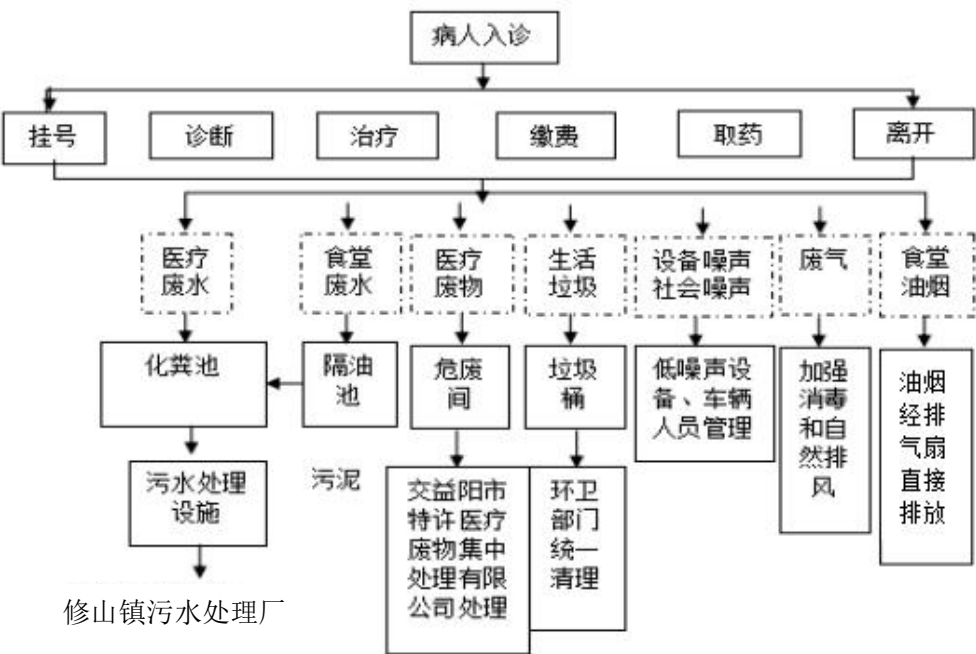 病人入诊
挂号
诊断
治疗
缴费
取药
离开
医疗
废水
食堂
废水
医疗
废物
生活
垃圾
设备噪声
社会噪声
废气
食堂
油烟
化粪池
隔油
池
危废
间
垃圾
桶
低噪声设
备、车辆
人员管理
加强
消毒
和自
然排
风
油烟
经排
气扇
直接
排放
污水处理
设施
污泥
交益阳市
特许医疗
废物集中
处理有限
公司处理
环卫
部门
统一
清理
修山镇污水处理厂